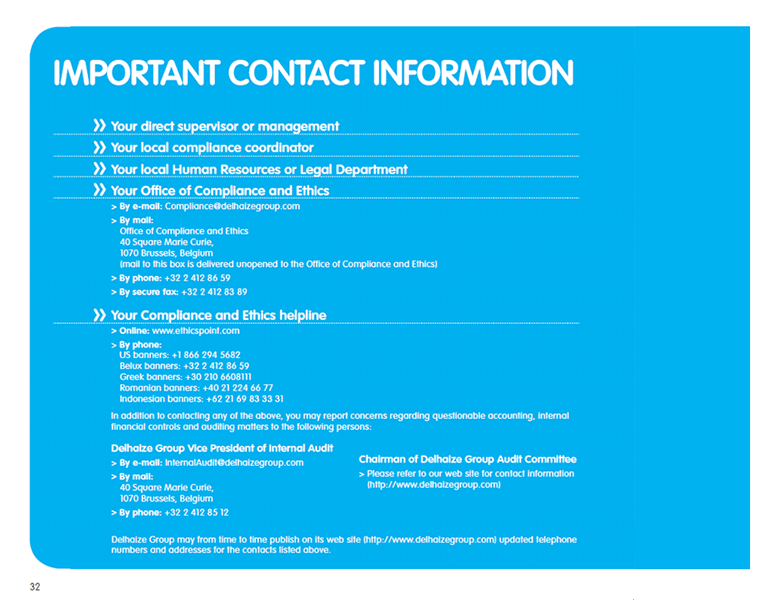 IMPORTANT CONTACT INFORMATION
Your direct supervisor or management
Your local compliance coordinator
Your local Human Resources or Legal Department
Your Office of Compliance and Ethics
> By e-mail: Compliance@delhaizegroup.com
> By mail:
Office of Compliance and Ethics
40 Square Marie Curie,
1070 Brussels, Belgium
(mail to this box is delivered unopened to the Office of Compliance and Ethics)
> By phone: +32 2 412 86 59
> By secure fax: +32 2 412 83 89
Your Compliance and Ethics helpline
> Online: www.ethicspoint.com
> By phone:
US banners: +1 866 294 5682
Belux banners: +32 2 412 86 59
Greek banners: +30 210 6608111
Romanian banners: +40 21 224 66 77
Indonesian banners: +62 21 69 83 33 31
In addition to contacting any of the above, you may report concerns regarding questionable accounting, internal
financial controls and auditing matters to the following persons:
Delhaize Group Vice President of Internal Audit
> By e-mail: InternalAudit@delhaizegroup.com
> By mail:
40 Square Marie Curie,
1070 Brussels, Belgium
> By phone: +32 2 412 85 12
Chairman of Delhaize Group Audit Committee
> Please refer to our web site for contact information
(http://www.delhaizegroup.com)
Delhaize Group may from time to time publish on its web site (http://www.delhaizegroup.com) updated telephone
numbers and addresses for the contacts listed above.
32